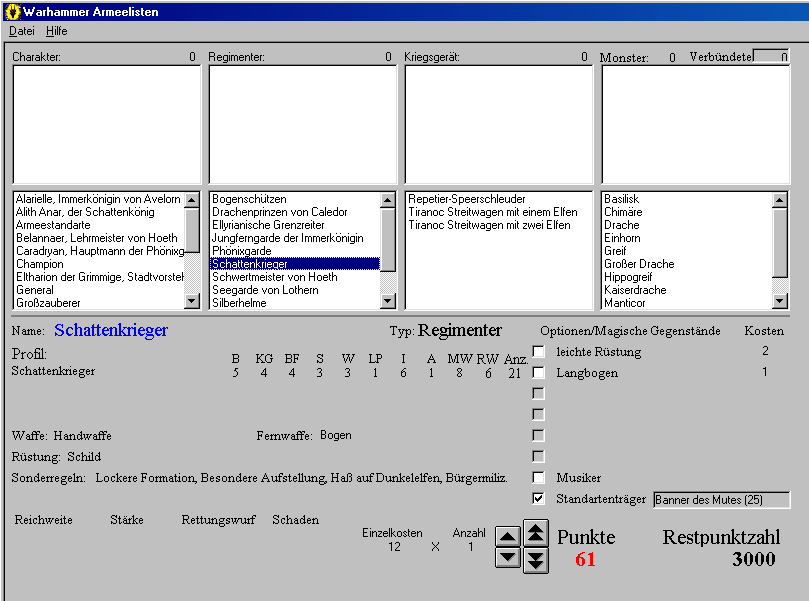 Warhammer Armeelisten
Datei Hilfe
Charakter: 0 Regimenter: 0 Kriegsgerät: 0 Monster: 0 Verbündete 0
Alarielle, Immerkönigin von Avelorn
Alith Anar, der Schattenkönig
Armeestandarte
Belannaer, Lehrmeister von Hoeth
Caradryan, Hauptmann der Phönixg
Champion
Eltharion der Grimmige, Stadtvorsteh
General
Großzauberer
Bogenschützen
Drachenprinzen von Caledor
Ellyrianische Grenzreiter
Jungferngarde der Immerkönigin
Phönixgarde
Schattenkrieger
Schwertmeister von Hoeth
Seegarde von Lothern
Silberhelme
Repetier-Speerschleuder
Tiranoc Streitwagen mit einem Elfen
Tiranoc Streitwagen mit zwei Elfen
Basilisk
Chimäre
Drache
Einhorn
Greif
Großer Drache
Hippogreif
Kaiserdrache
Manticor
Name: Schattenkrieger Typ: Regimenter Optionen/Magische Gegenstände Kosten
Profil: B KG BF S W LP I A MW RW Anz. leichte Rüstung 2
Schattenkrieger 5 4 4 3 3 1 6 1 8 6 21 Langbogen 1
Waffe: Handwaffe Fernwaffe: Bogen
Rüstung: Schild
Sonderregeln: Lockere Formation, Besondere Aufstellung, Haß auf Dunkelelfen, Bürgermiliz. Musiker
Standartenträger Banner des Mutes (25)
Reichweite Stärke Rettungswurf Schaden
Einzelkosten Anzahl Punkte Restpunktzahl
12 X 1 61 3000